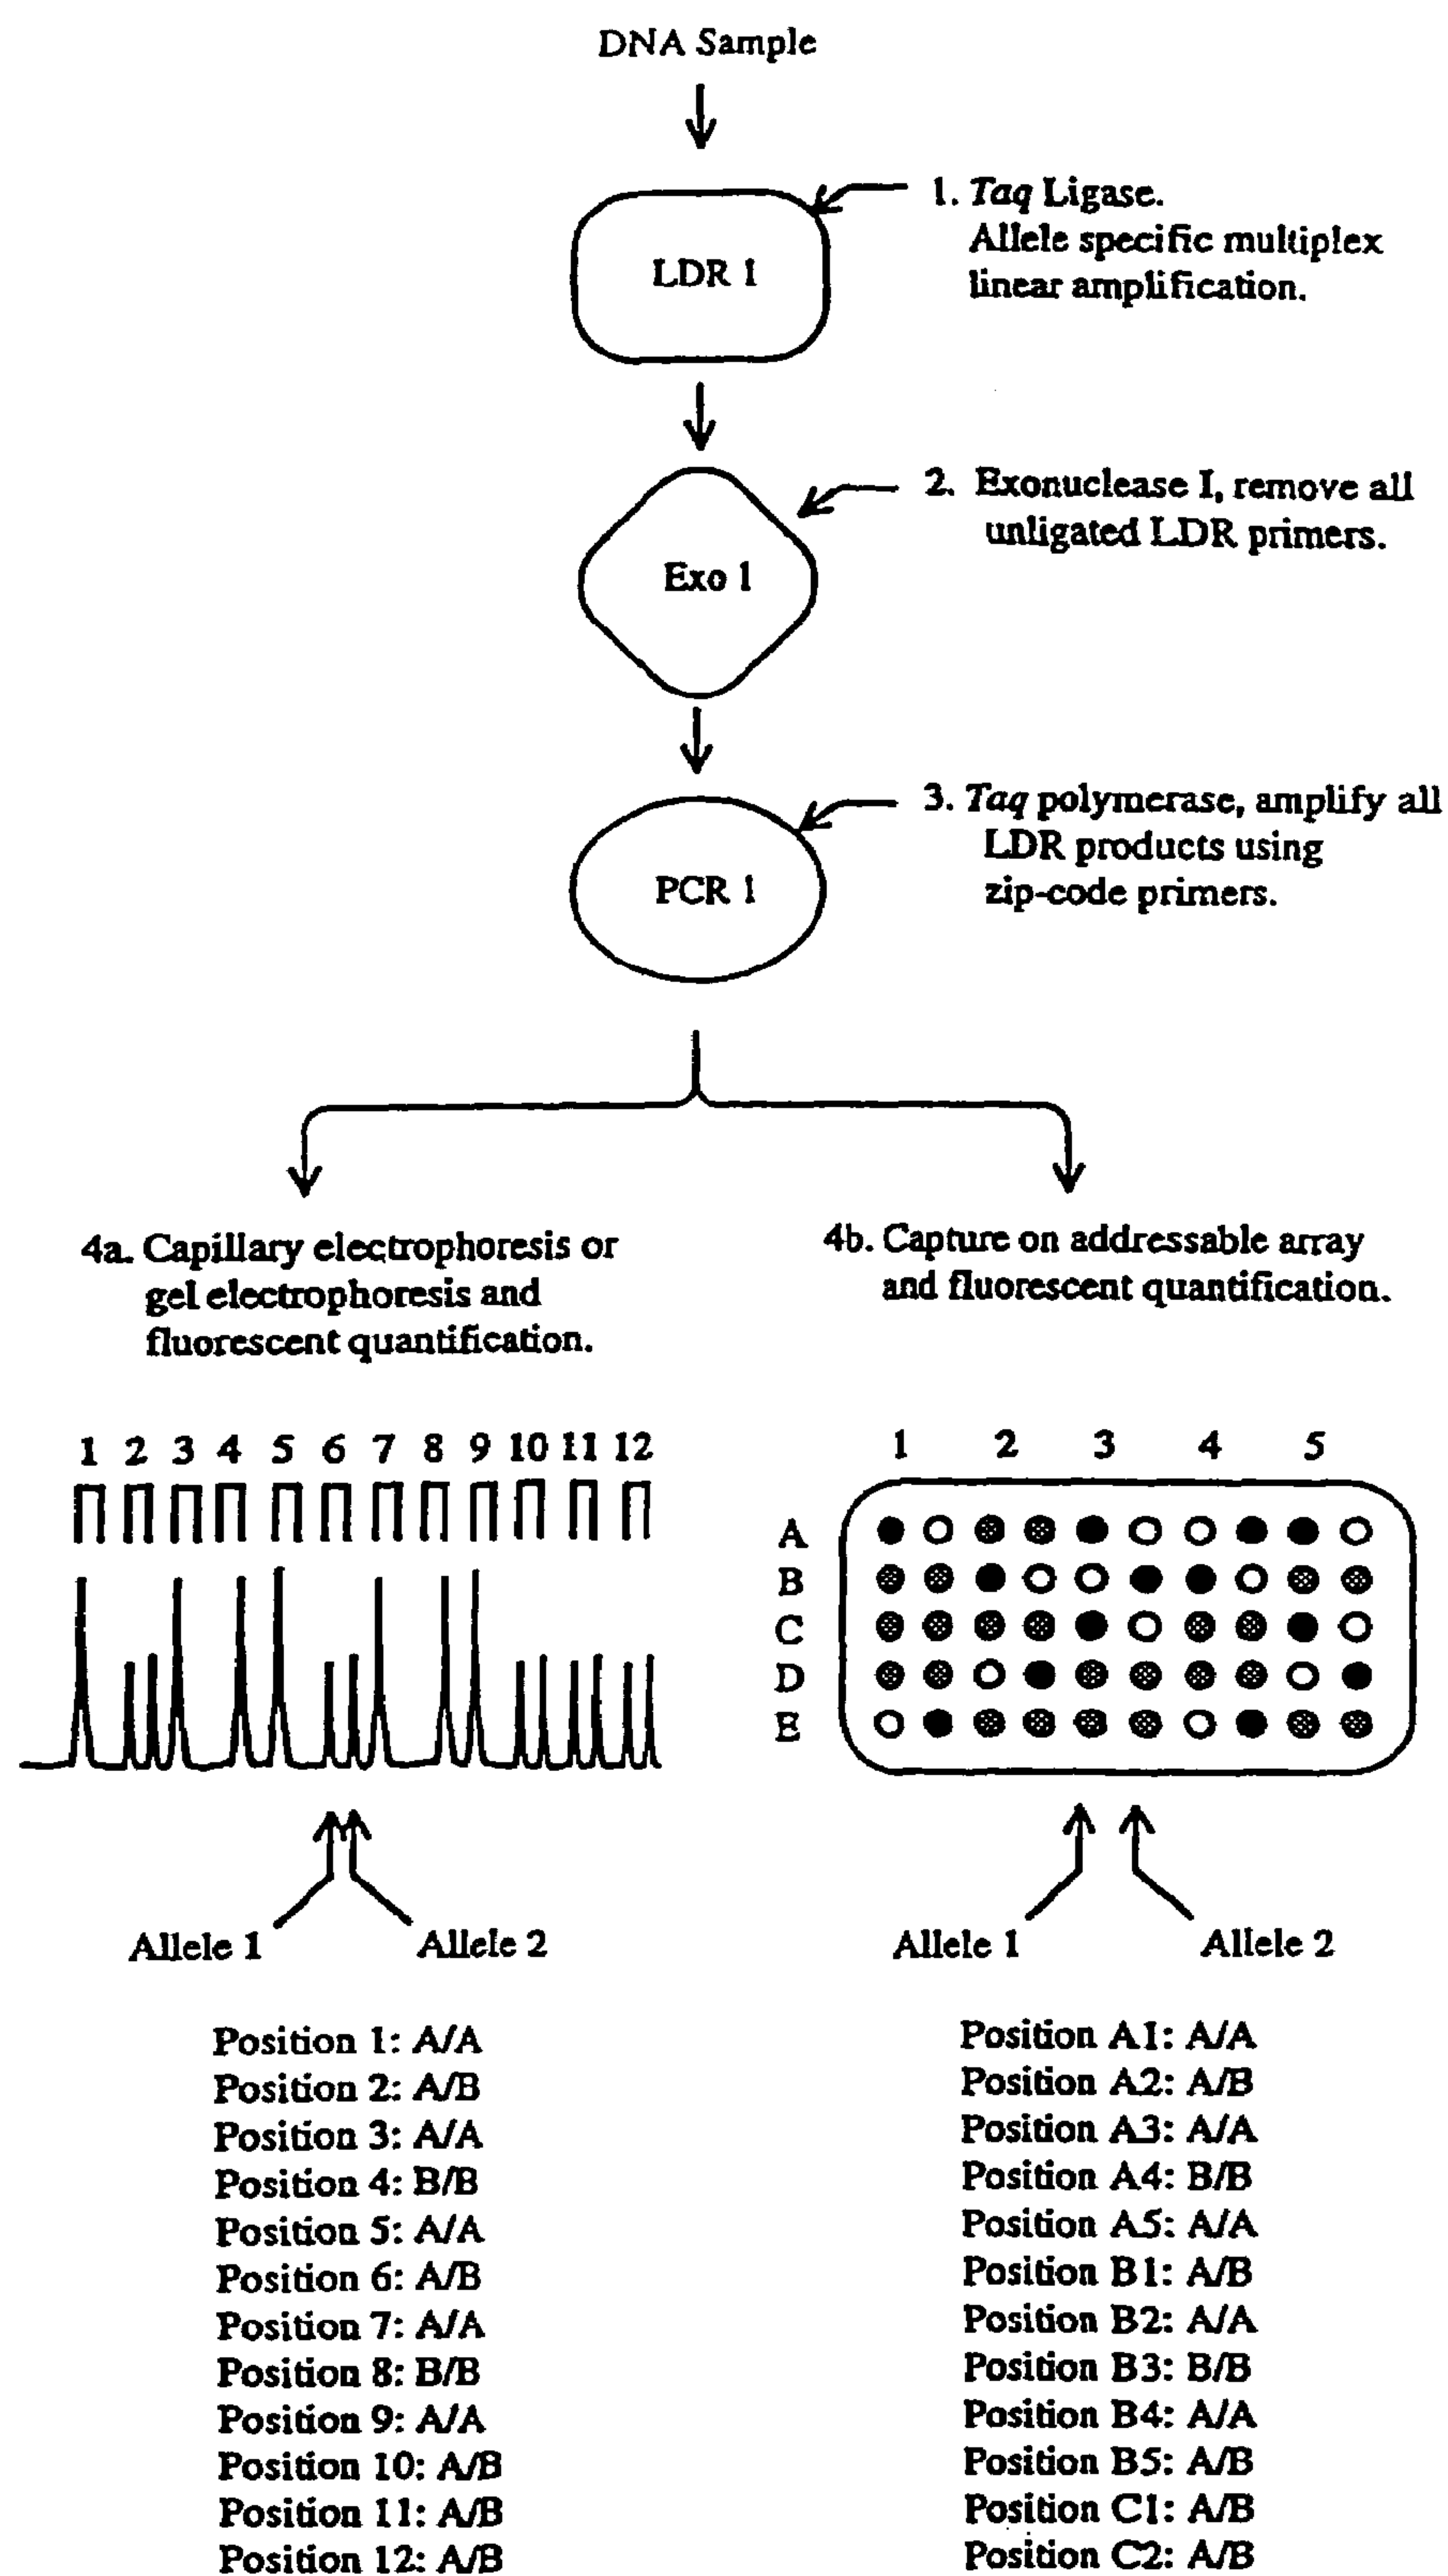 DNA Sample
LDR 1
1. Taq Ligase.
Allele specific multiplex
linear amplification.
Exo 1
2. Exonuclease I, remove all
unligated LDR primers.
PCR 1
3. Taq polymerase, amplify all
LDR products using
zip-code primers.
4a. Capillary electrophoresis or
gel electrophoresis and
fluorescent quantification.
1 2 3 4 5 6 7 8 9 10 11 12
Allele 1
Allele 2
Position 1: A/A
Position 2: A/B
Position 3: A/A
Position 4: B/B
Position 5: A/A
Position 6: A/B
Position 7: A/A
Position 8: B/B
Position 9: A/A
Position 10: A/B
Position 11: A/B
Position 12: A/B
4b. Capture on addressable array
and fluorescent quantification.
1 2 3 4 5
A
B
C
D
E
Allele 1
Allele 2
Position A1: A/A
Position A2: A/B
Position A3: A/A
Position A4: B/B
Position A5: A/A
Position B1: A/B
Position B2: A/A
Position B3: B/B
Position B4: A/A
Position B5: A/B
Position C1: A/B
Position C2: A/B